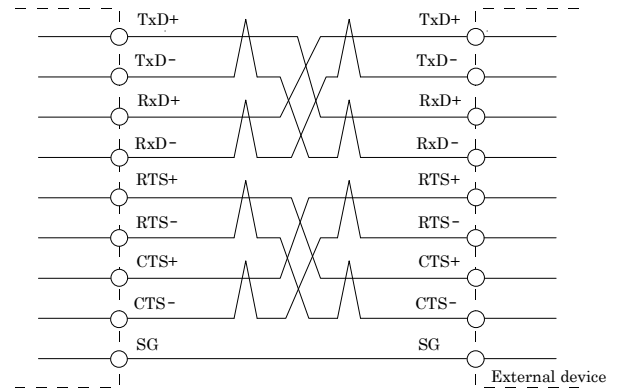 TxD+ TxD+
TxD− TxD−
RxD+ RxD+
RxD− RxD−
RTS+ RTS+
RTS− RTS−
CTS+ CTS+
CTS− CTS−
SG SG
External device